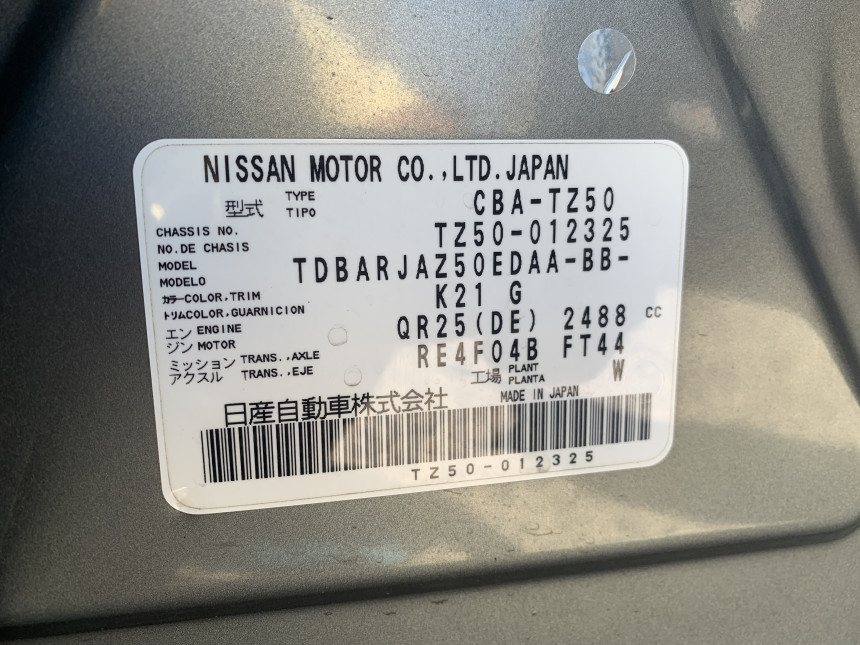 NISSAN MOTOR CO.,LTD.JAPAN
型式 TYPE TIPO CBA-TZ50
CHASSIS NO. NO.DE CHASIS TZ50-012325
MODEL MODELO TDBARJAZ50EDAA-BB-
カラー COLOR,TRIM トリム COLOR,GUARNICION K21 G
エンジン ENGINE MOTOR QR25(DE) 2488 CC
ミッション TRANS.,AXLE アクスル TRANS.,EJE RE4F04B FT44
工場 PLANT PLANTA W
日産自動車株式会社 MADE IN JAPAN
TZ50-012325